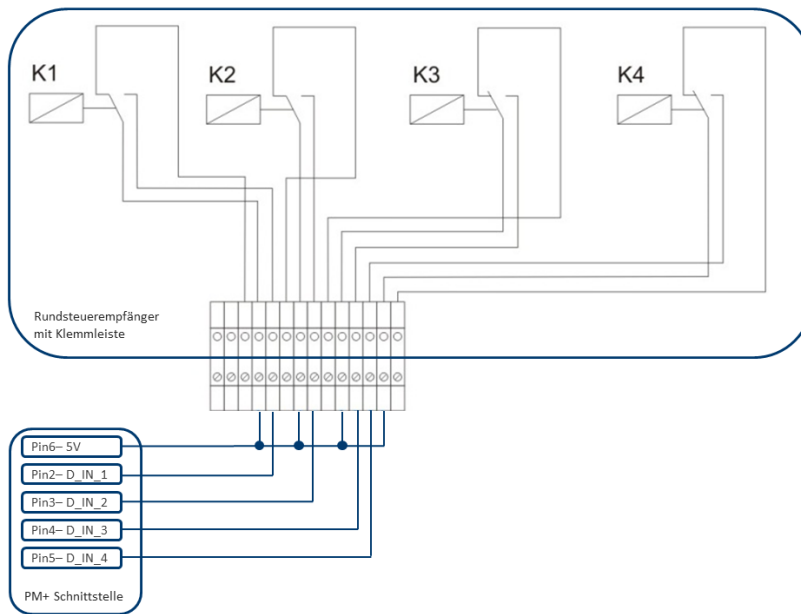 K1
K2
K3
K4
Rundsteuerempfänger
mit Klemmleiste
Pin6– 5V
Pin2– D_IN_1
Pin3– D_IN_2
Pin4– D_IN_3
Pin5– D_IN_4
PM+ Schnittstelle